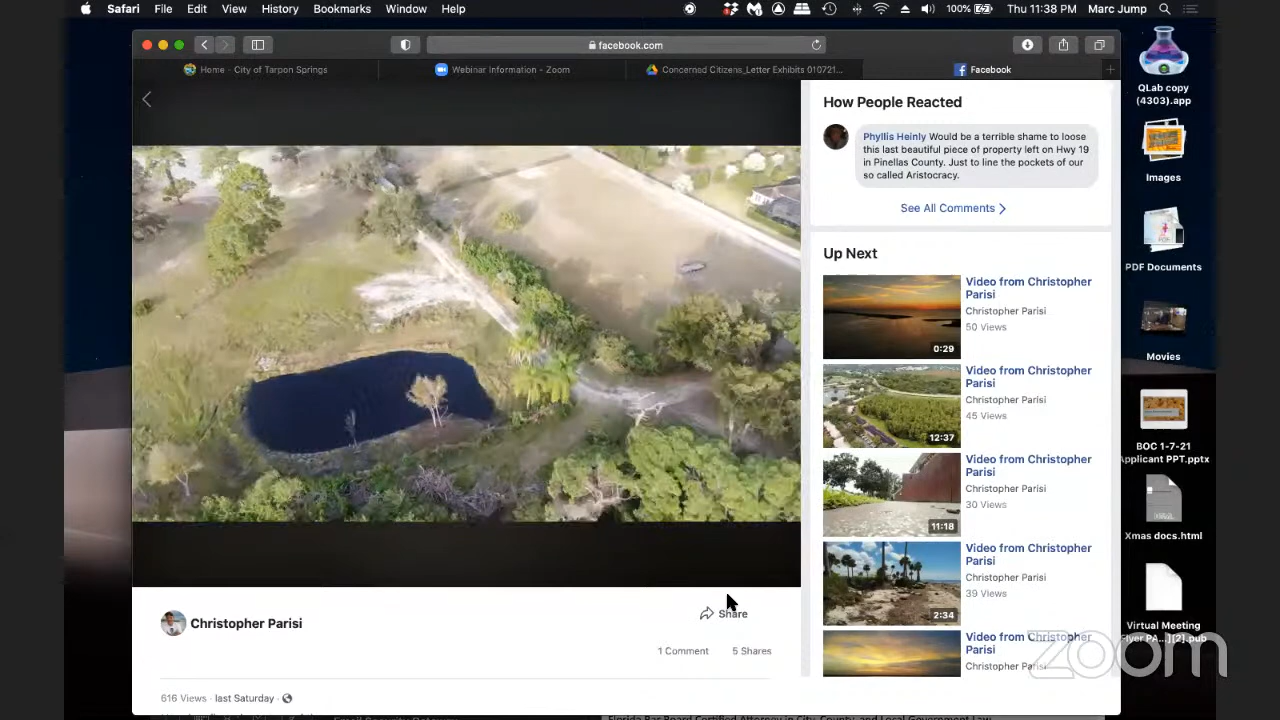 Safari File Edit View History Bookmarks Window Help
100% Thu 11:38 PM Marc Jump
facebook.com
Home - City of Tarpon Springs
Webinar Information - Zoom
Concerned Citizens_Letter Exhibits 010721...
Facebook
How People Reacted
Phyllis Heinly Would be a terrible shame to loose
this last beautiful piece of property left on Hwy 19
in Pinellas County. Just to line the pockets of our
so called Aristocracy.
See All Comments
Up Next
Video from Christopher
Parisi
Christopher Parisi
50 Views
0:29
Video from Christopher
Parisi
Christopher Parisi
45 Views
12:37
Video from Christopher
Parisi
Christopher Parisi
30 Views
11:18
Video from Christopher
Parisi
Christopher Parisi
39 Views
2:34
Video from Christopher
Parisi
Christopher Parisi
Christopher Parisi
Share
1 Comment 5 Shares
616 Views · last Saturday ·
QLab copy
(4303).app
Images
PDF Documents
Movies
BOC 1-7-21
Applicant PPT.pptx
HTML
Xmas docs.html
Virtual Meeting
Flyer PA...][2].pub
zoom